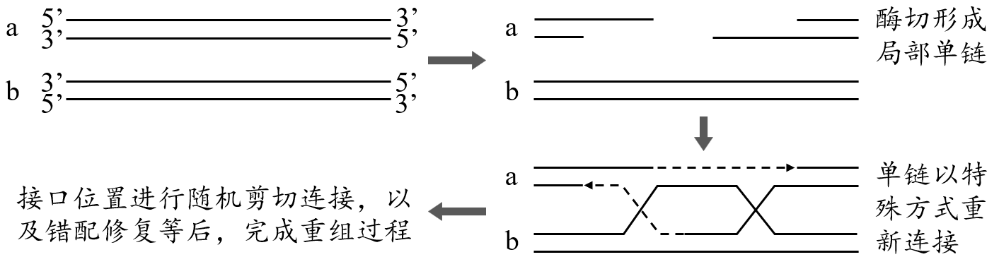 a 5’ 3’
3’ 5’
b 3’ 5’
5’ 3’
a
b
酶切形成
局部单链
a
b
单链以特
殊方式重
新连接
接口位置进行随机剪切连接，以
及错配修复等后，完成重组过程